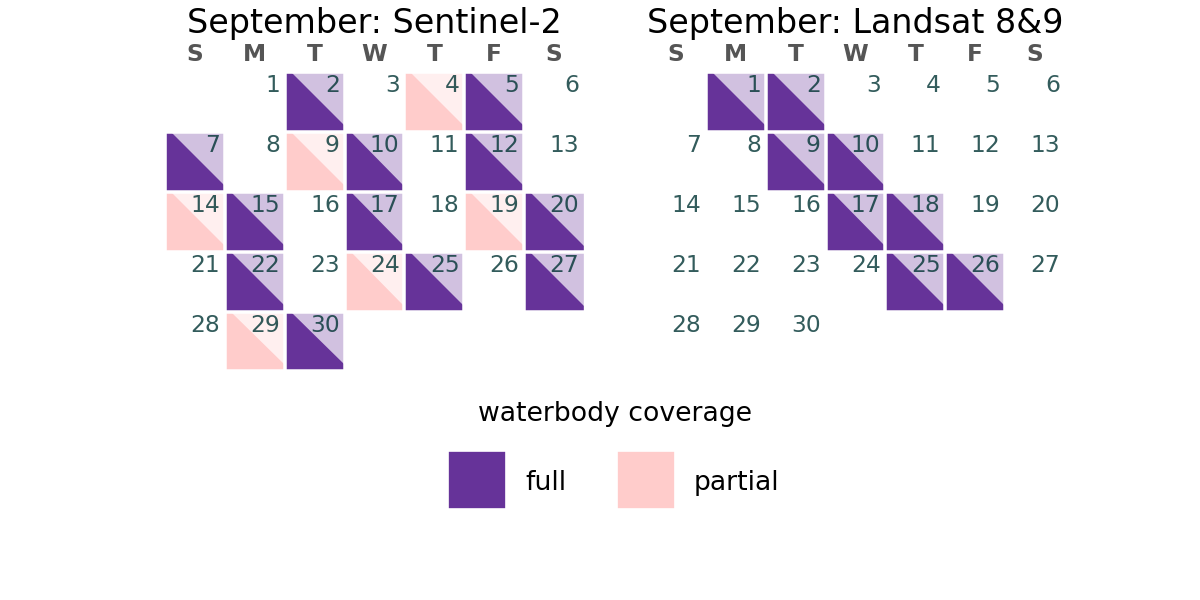 September: Sentinel-2
S M T W T F S
1 2 3 4 5 6
7 8 9 10 11 12 13
14 15 16 17 18 19 20
21 22 23 24 25 26 27
28 29 30
September: Landsat 8&9
S M T W T F S
1 2 3 4 5 6
7 8 9 10 11 12 13
14 15 16 17 18 19 20
21 22 23 24 25 26 27
28 29 30
waterbody coverage
full partial